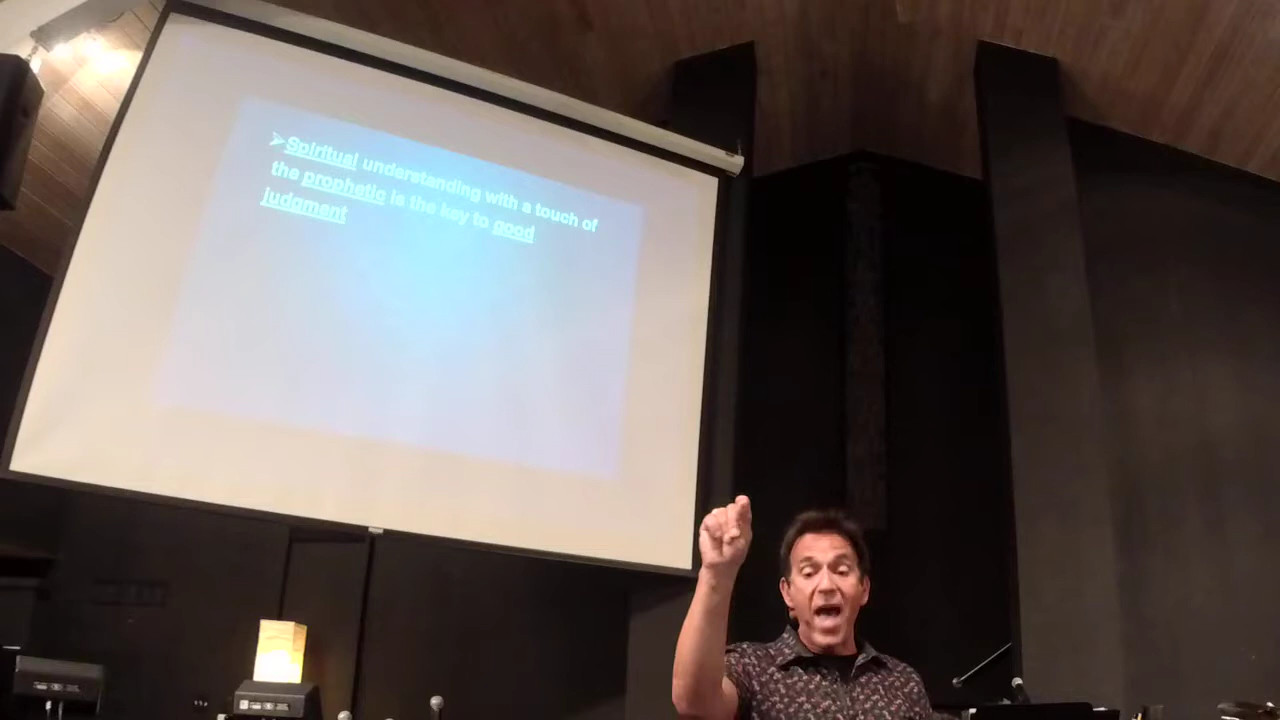 ➢Spiritual understanding with a touch of
the prophetic is the key to good
judgment